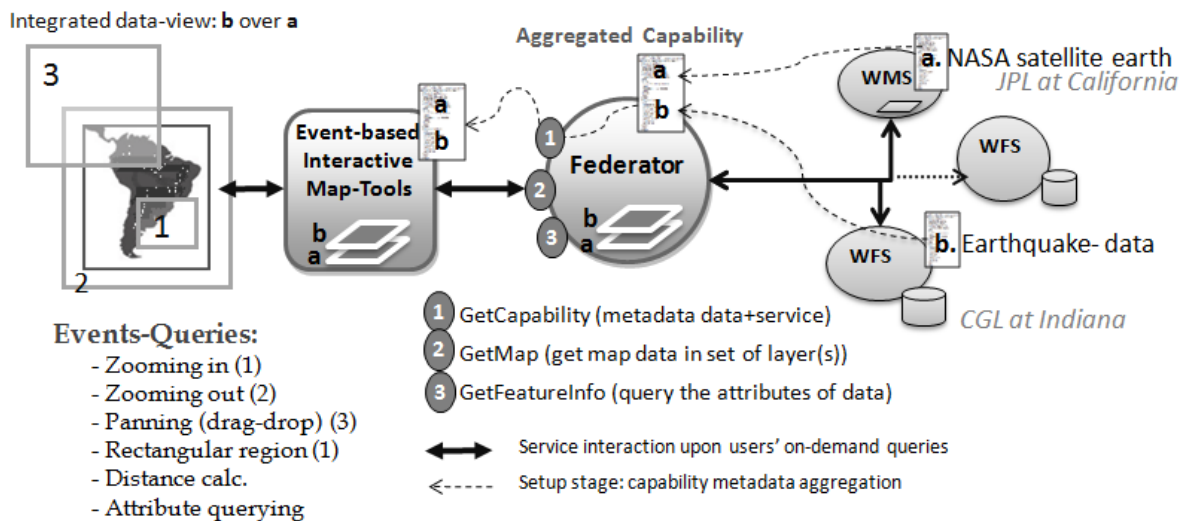 Integrated data-view: b over a
3
1
2
Events-Queries:
- Zooming in (1)
- Zooming out (2)
- Panning (drag-drop) (3)
- Rectangular region (1)
- Distance calc.
- Attribute querying
Event-based
Interactive
Map-Tools
b
a
a
b
Aggregated Capability
a
b
1
2
3
Federator
b
a
WMS
a. NASA satellite earth
JPL at California
WFS
WFS
b. Earthquake- data
CGL at Indiana
1 GetCapability (metadata data+service)
2 GetMap (get map data in set of layer(s))
3 GetFeatureInfo (query the attributes of data)
Service interaction upon users' on-demand queries
Setup stage: capability metadata aggregation